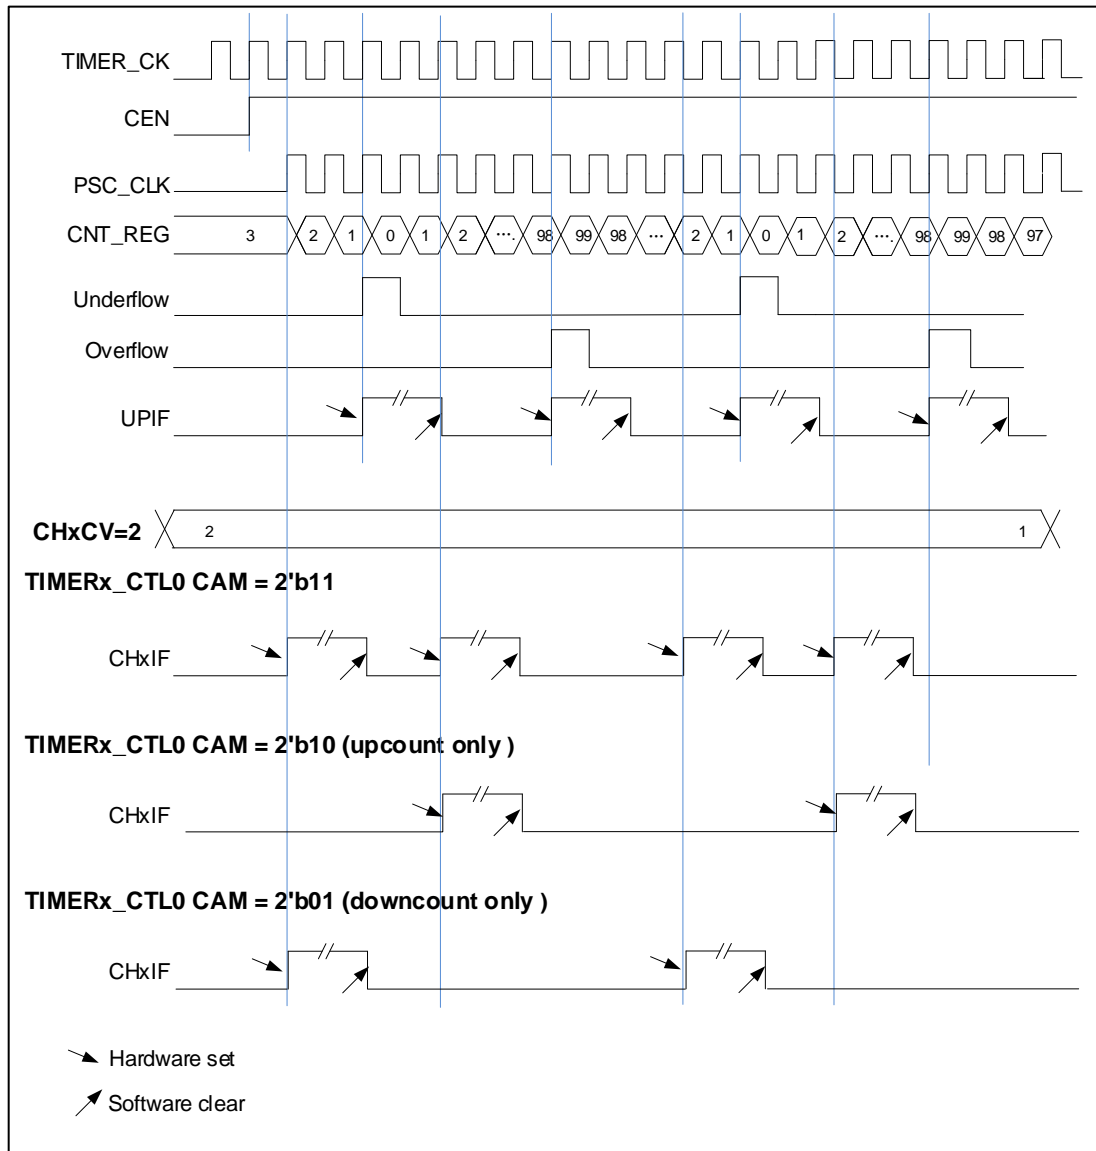 TIMER_CK
CEN
PSC_CLK
CNT_REG 3 2 1 0 1 2 .... 98 99 98 ... 2 1 0 1 2 .... 98 99 98 97
Underflow
Overflow
UPIF
CHxCV=2 2 1
TIMERx_CTL0 CAM = 2'b11
CHxIF
TIMERx_CTL0 CAM = 2'b10 (upcount only )
CHxIF
TIMERx_CTL0 CAM = 2'b01 (downcount only )
CHxIF
Hardware set
Software clear